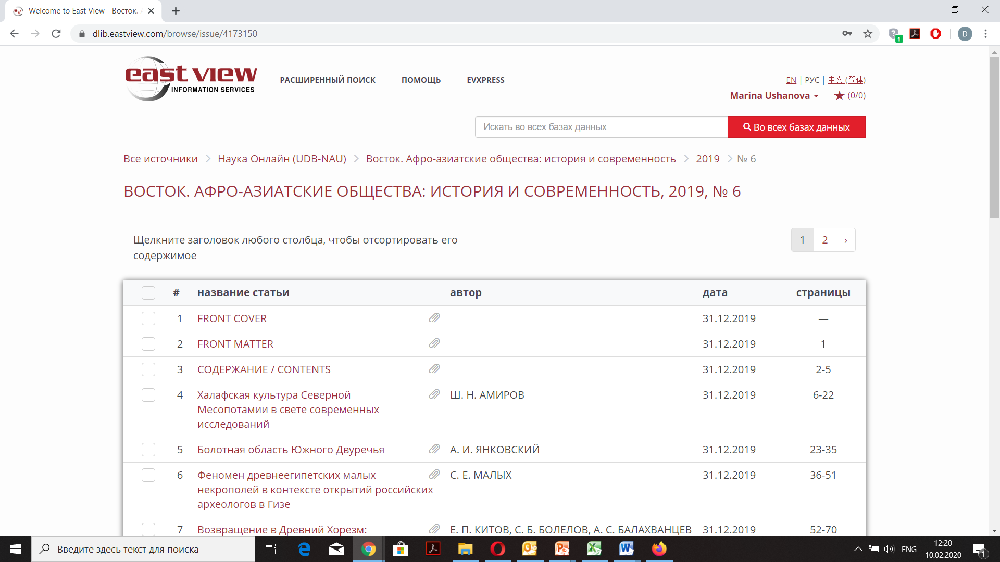 Welcome to East View - Восток.
dlib.eastview.com/browse/issue/4173150
1
D
east view
INFORMATION SERVICES
РАСШИРЕННЫЙ ПОИСК ПОМОЩЬ EVXPRESS
EN | РУС | 中文 (简体)
Marina Ushanova (0/0)
Искать во всех базах данных Во всех базах данных
Все источники Наука Онлайн (UDB-NAU) Восток. Афро-азиатские общества: история и современность 2019 № 6
ВОСТОК. АФРО-АЗИАТСКИЕ ОБЩЕСТВА: ИСТОРИЯ И СОВРЕМЕННОСТЬ, 2019, № 6
Щелкните заголовок любого столбца, чтобы отсортировать его
содержимое
1 2 ›
# название статьи автор дата страницы
1 FRONT COVER 31.12.2019 —
2 FRONT MATTER 31.12.2019 1
3 СОДЕРЖАНИЕ / CONTENTS 31.12.2019 2-5
4 Халафская культура Северной Ш. Н. АМИРОВ 31.12.2019 6-22
Месопотамии в свете современных
исследований
5 Болотная область Южного Двуречья А. И. ЯНКОВСКИЙ 31.12.2019 23-35
6 Феномен древнеегипетских малых С. Е. МАЛЫХ 31.12.2019 36-51
некрополей в контексте открытий российских
археологов в Гизе
7 Возвращение в Древний Хорезм: Е. П. КИТОВ, С. Б. БОЛЕЛОВ, А. С. БАЛАХВАНЦЕВ 31.12.2019 52-70
Введите здесь текст для поиска
ENG
12:20
10.02.2020
1